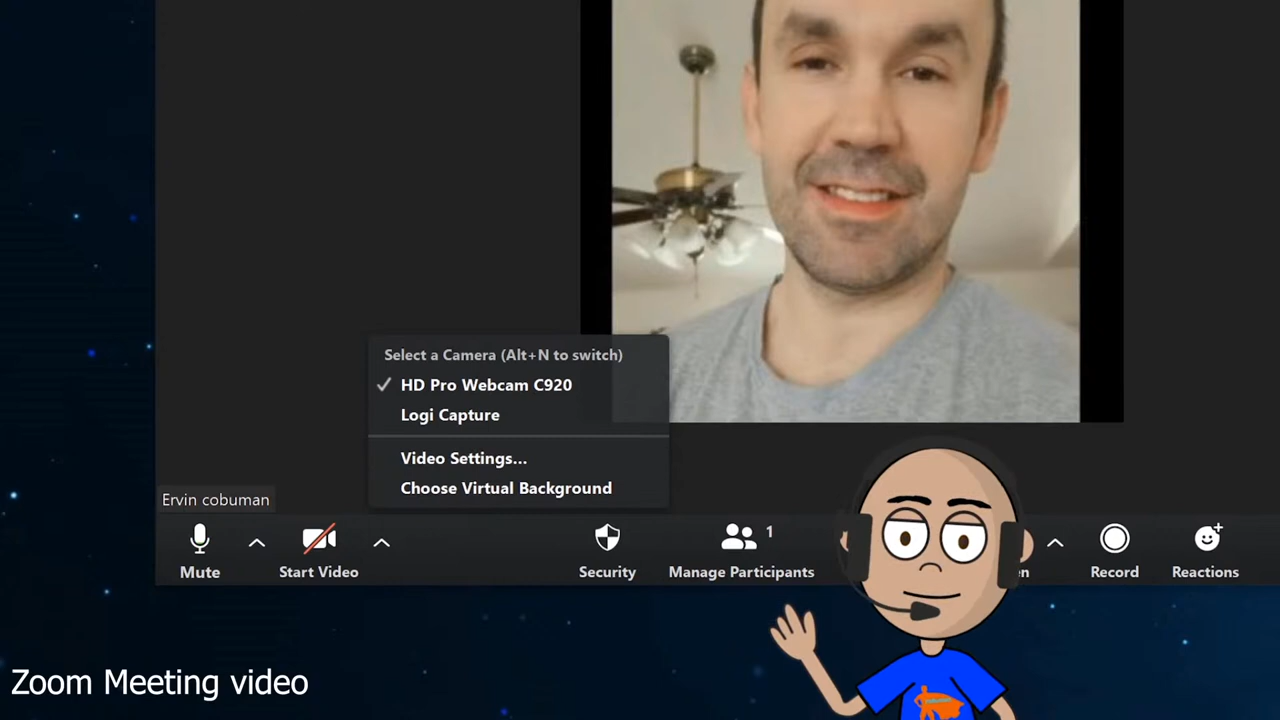 Select a Camera (Alt+N to switch)
HD Pro Webcam C920
Logi Capture
Video Settings...
Choose Virtual Background
Ervin cobuman
1
Mute
Start Video
Security
Manage Participants
Record
Reactions
Zoom Meeting video